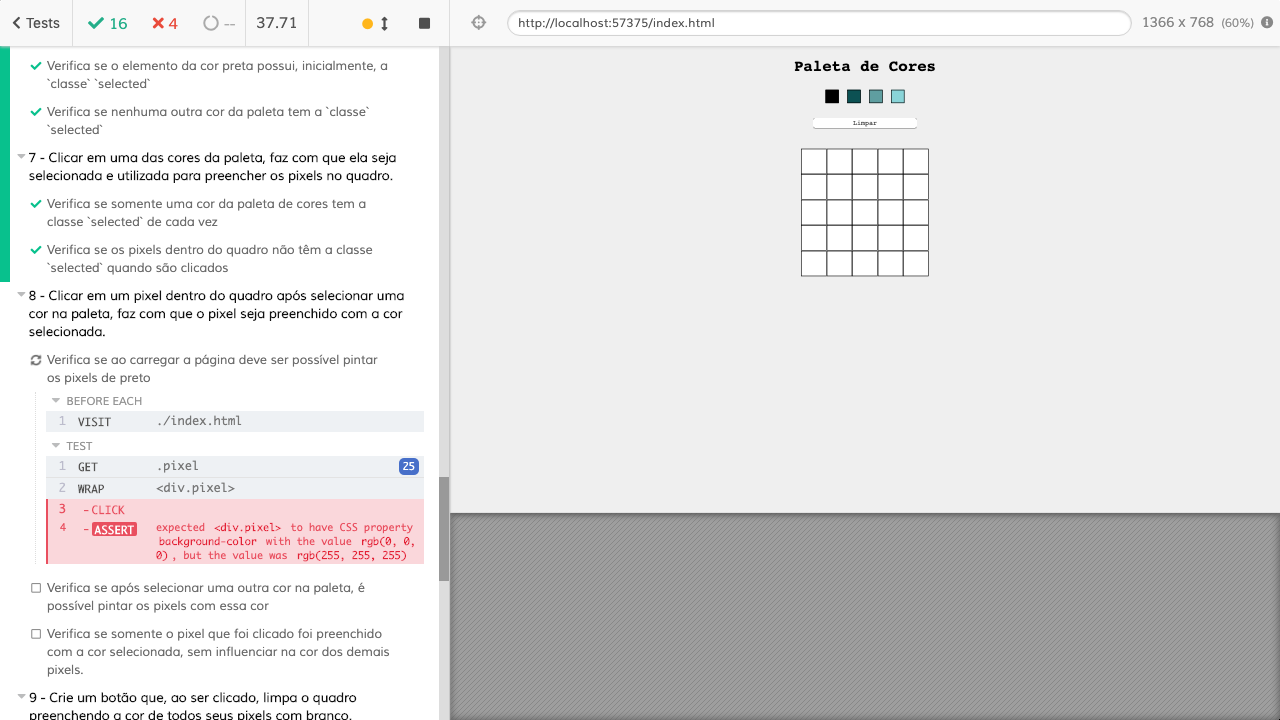 Tests
16
4
--
37.71
http://localhost:57375/index.html
1366 x 768 (60%)
Verifica se o elemento da cor preta possui, inicialmente, a
`classe` `selected`
Verifica se nenhuma outra cor da paleta tem a `classe`
`selected`
7 - Clicar em uma das cores da paleta, faz com que ela seja
selecionada e utilizada para preencher os pixels no quadro.
Verifica se somente uma cor da paleta de cores tem a
classe `selected` de cada vez
Verifica se os pixels dentro do quadro não têm a classe
`selected` quando são clicados
8 - Clicar em um pixel dentro do quadro após selecionar uma
cor na paleta, faz com que o pixel seja preenchido com a cor
selecionada.
Verifica se ao carregar a página deve ser possível pintar
os pixels de preto
BEFORE EACH
1 VISIT ./index.html
TEST
1 GET .pixel 25
2 WRAP <div.pixel>
3 -CLICK
4 -ASSERT expected <div.pixel> to have CSS property
background-color with the value rgb(0, 0,
0), but the value was rgb(255, 255, 255)
Verifica se após selecionar uma outra cor na paleta, é
possível pintar os pixels com essa cor
Verifica se somente o pixel que foi clicado foi preenchido
com a cor selecionada, sem influenciar na cor dos demais
pixels.
9 - Crie um botão que, ao ser clicado, limpa o quadro
preenchendo a cor de todos seus pixels com branco.
Paleta de Cores
Limpar